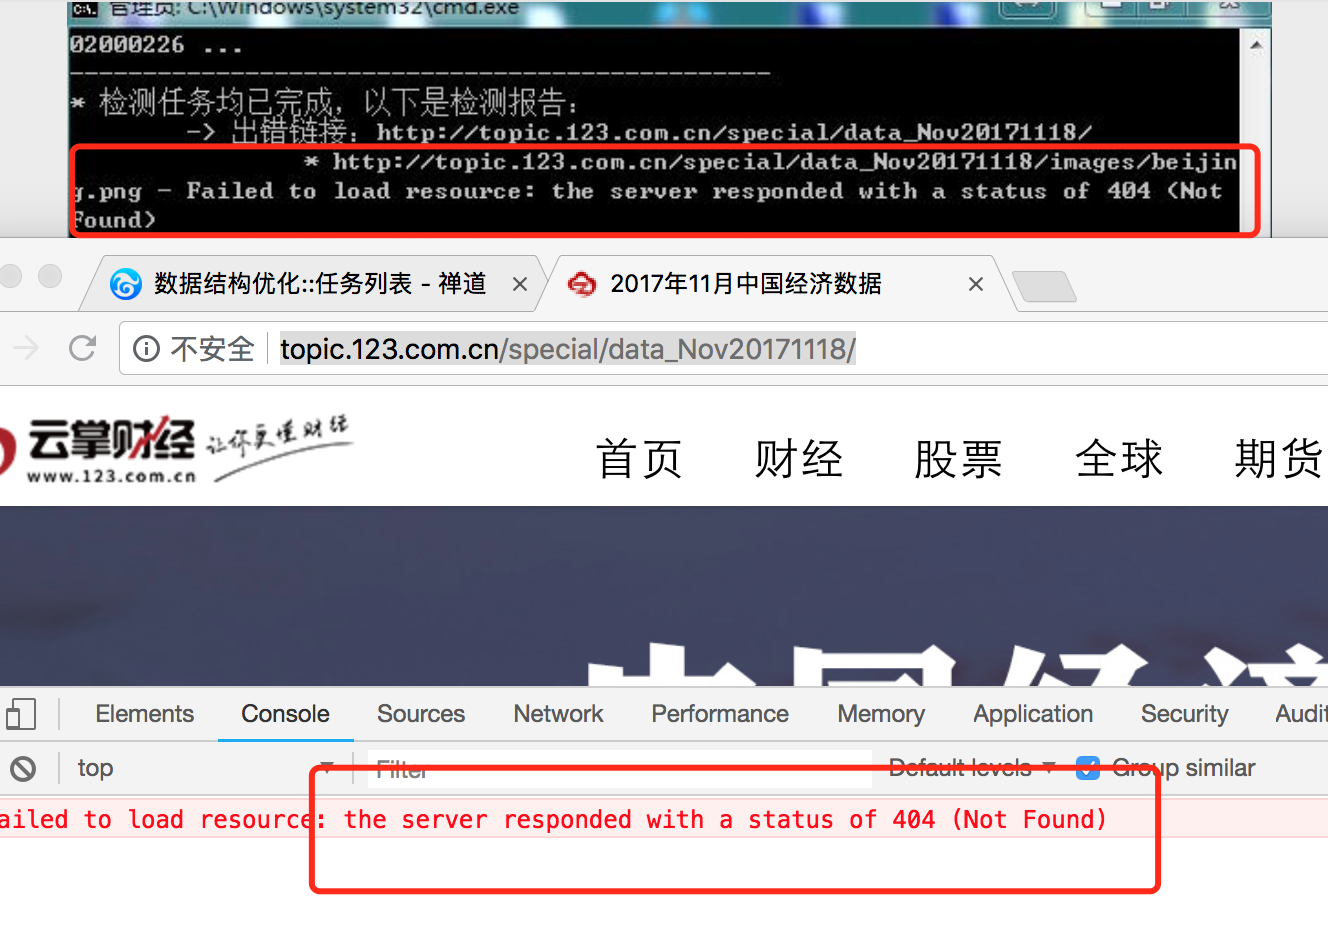 管理员: C:\Windows\system32\cmd.exe
02000226 ...
------------------------------------------------
* 检测任务均已完成，以下是检测报告：
-> 出错链接：http://topic.123.com.cn/special/data_Nov20171118/
* http://topic.123.com.cn/special/data_Nov20171118/images/beijin
g.png - Failed to load resource: the server responded with a status of 404 (Not
Found)
数据结构优化::任务列表 - 禅道 × 2017年11月中国经济数据 ×
不安全 topic.123.com.cn/special/data_Nov20171118/
云掌财经 让你更懂财经
www.123.com.cn
首页 财经 股票 全球 期货
中国经济
Elements Console Sources Network Performance Memory Application Security Audit
top Filter Default levels Group similar
ailed to load resource: the server responded with a status of 404 (Not Found)